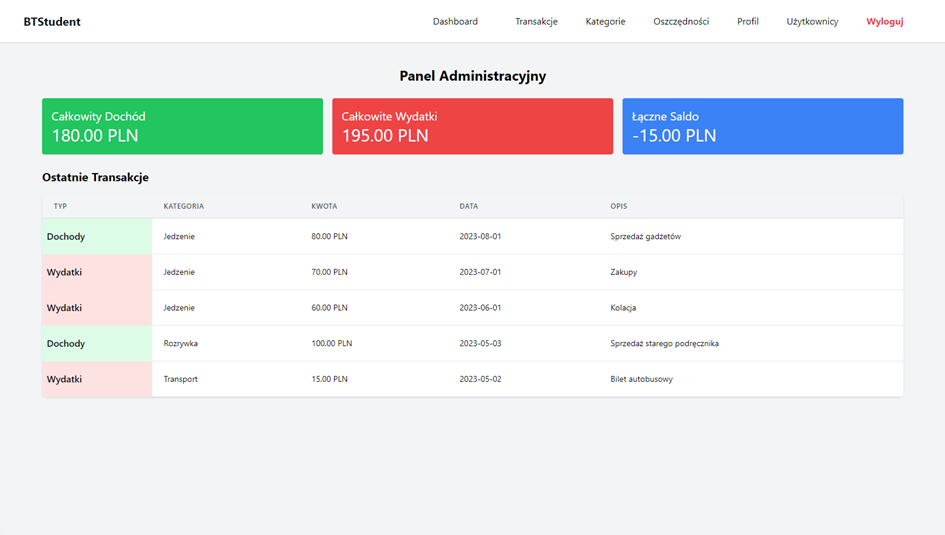 BTStudent Dashboard Transakcje Kategorie Oszczędności Profil Użytkownicy Wyloguj
Panel Administracyjny
Całkowity Dochód
180.00 PLN
Całkowite Wydatki
195.00 PLN
Łączne Saldo
-15.00 PLN
Ostatnie Transakcje
TYP KATEGORIA KWOTA DATA OPIS
Dochody Jedzenie 80.00 PLN 2023-08-01 Sprzedaż gadżetów
Wydatki Jedzenie 70.00 PLN 2023-07-01 Zakupy
Wydatki Jedzenie 60.00 PLN 2023-06-01 Kolacja
Dochody Rozrywka 100.00 PLN 2023-05-03 Sprzedaż starego podręcznika
Wydatki Transport 15.00 PLN 2023-05-02 Bilet autobusowy